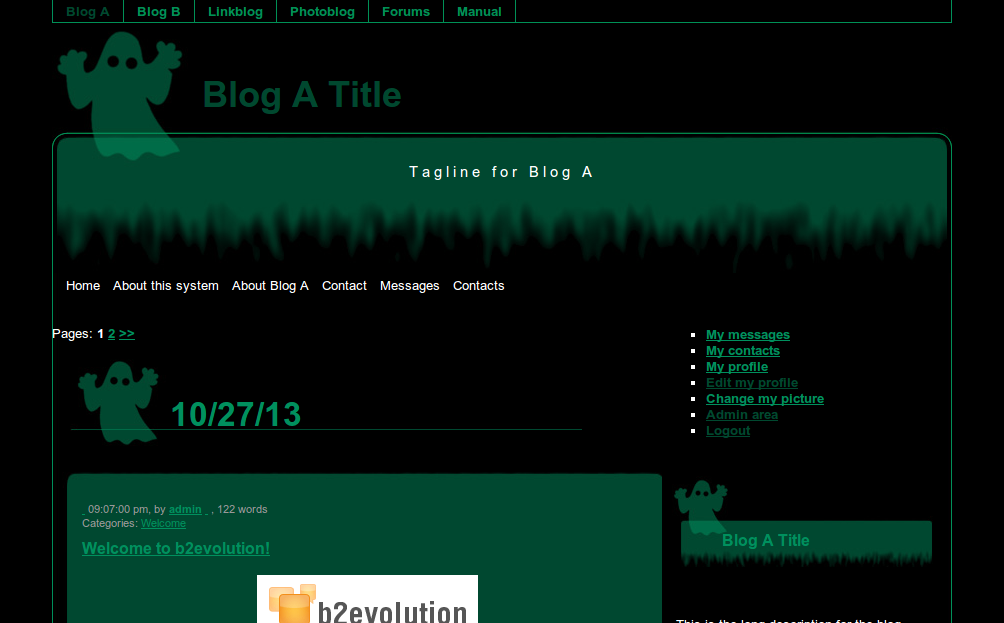 Blog A Blog B Linkblog Photoblog Forums Manual
Blog A Title
Tagline for Blog A
Home About this system About Blog A Contact Messages Contacts
Pages: 1 2 >>
10/27/13
09:07:00 pm, by admin , 122 words
Categories: Welcome
Welcome to b2evolution!
b2evolution
My messages
My contacts
My profile
Edit my profile
Change my picture
Admin area
Logout
Blog A Title
This is the long description for the blog